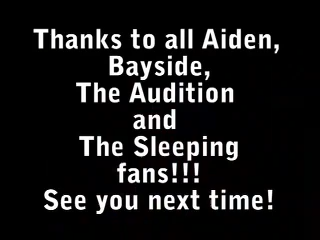 Thanks to all Aiden,
Bayside,
The Audition
and
The Sleeping
fans!!!
See you next time!